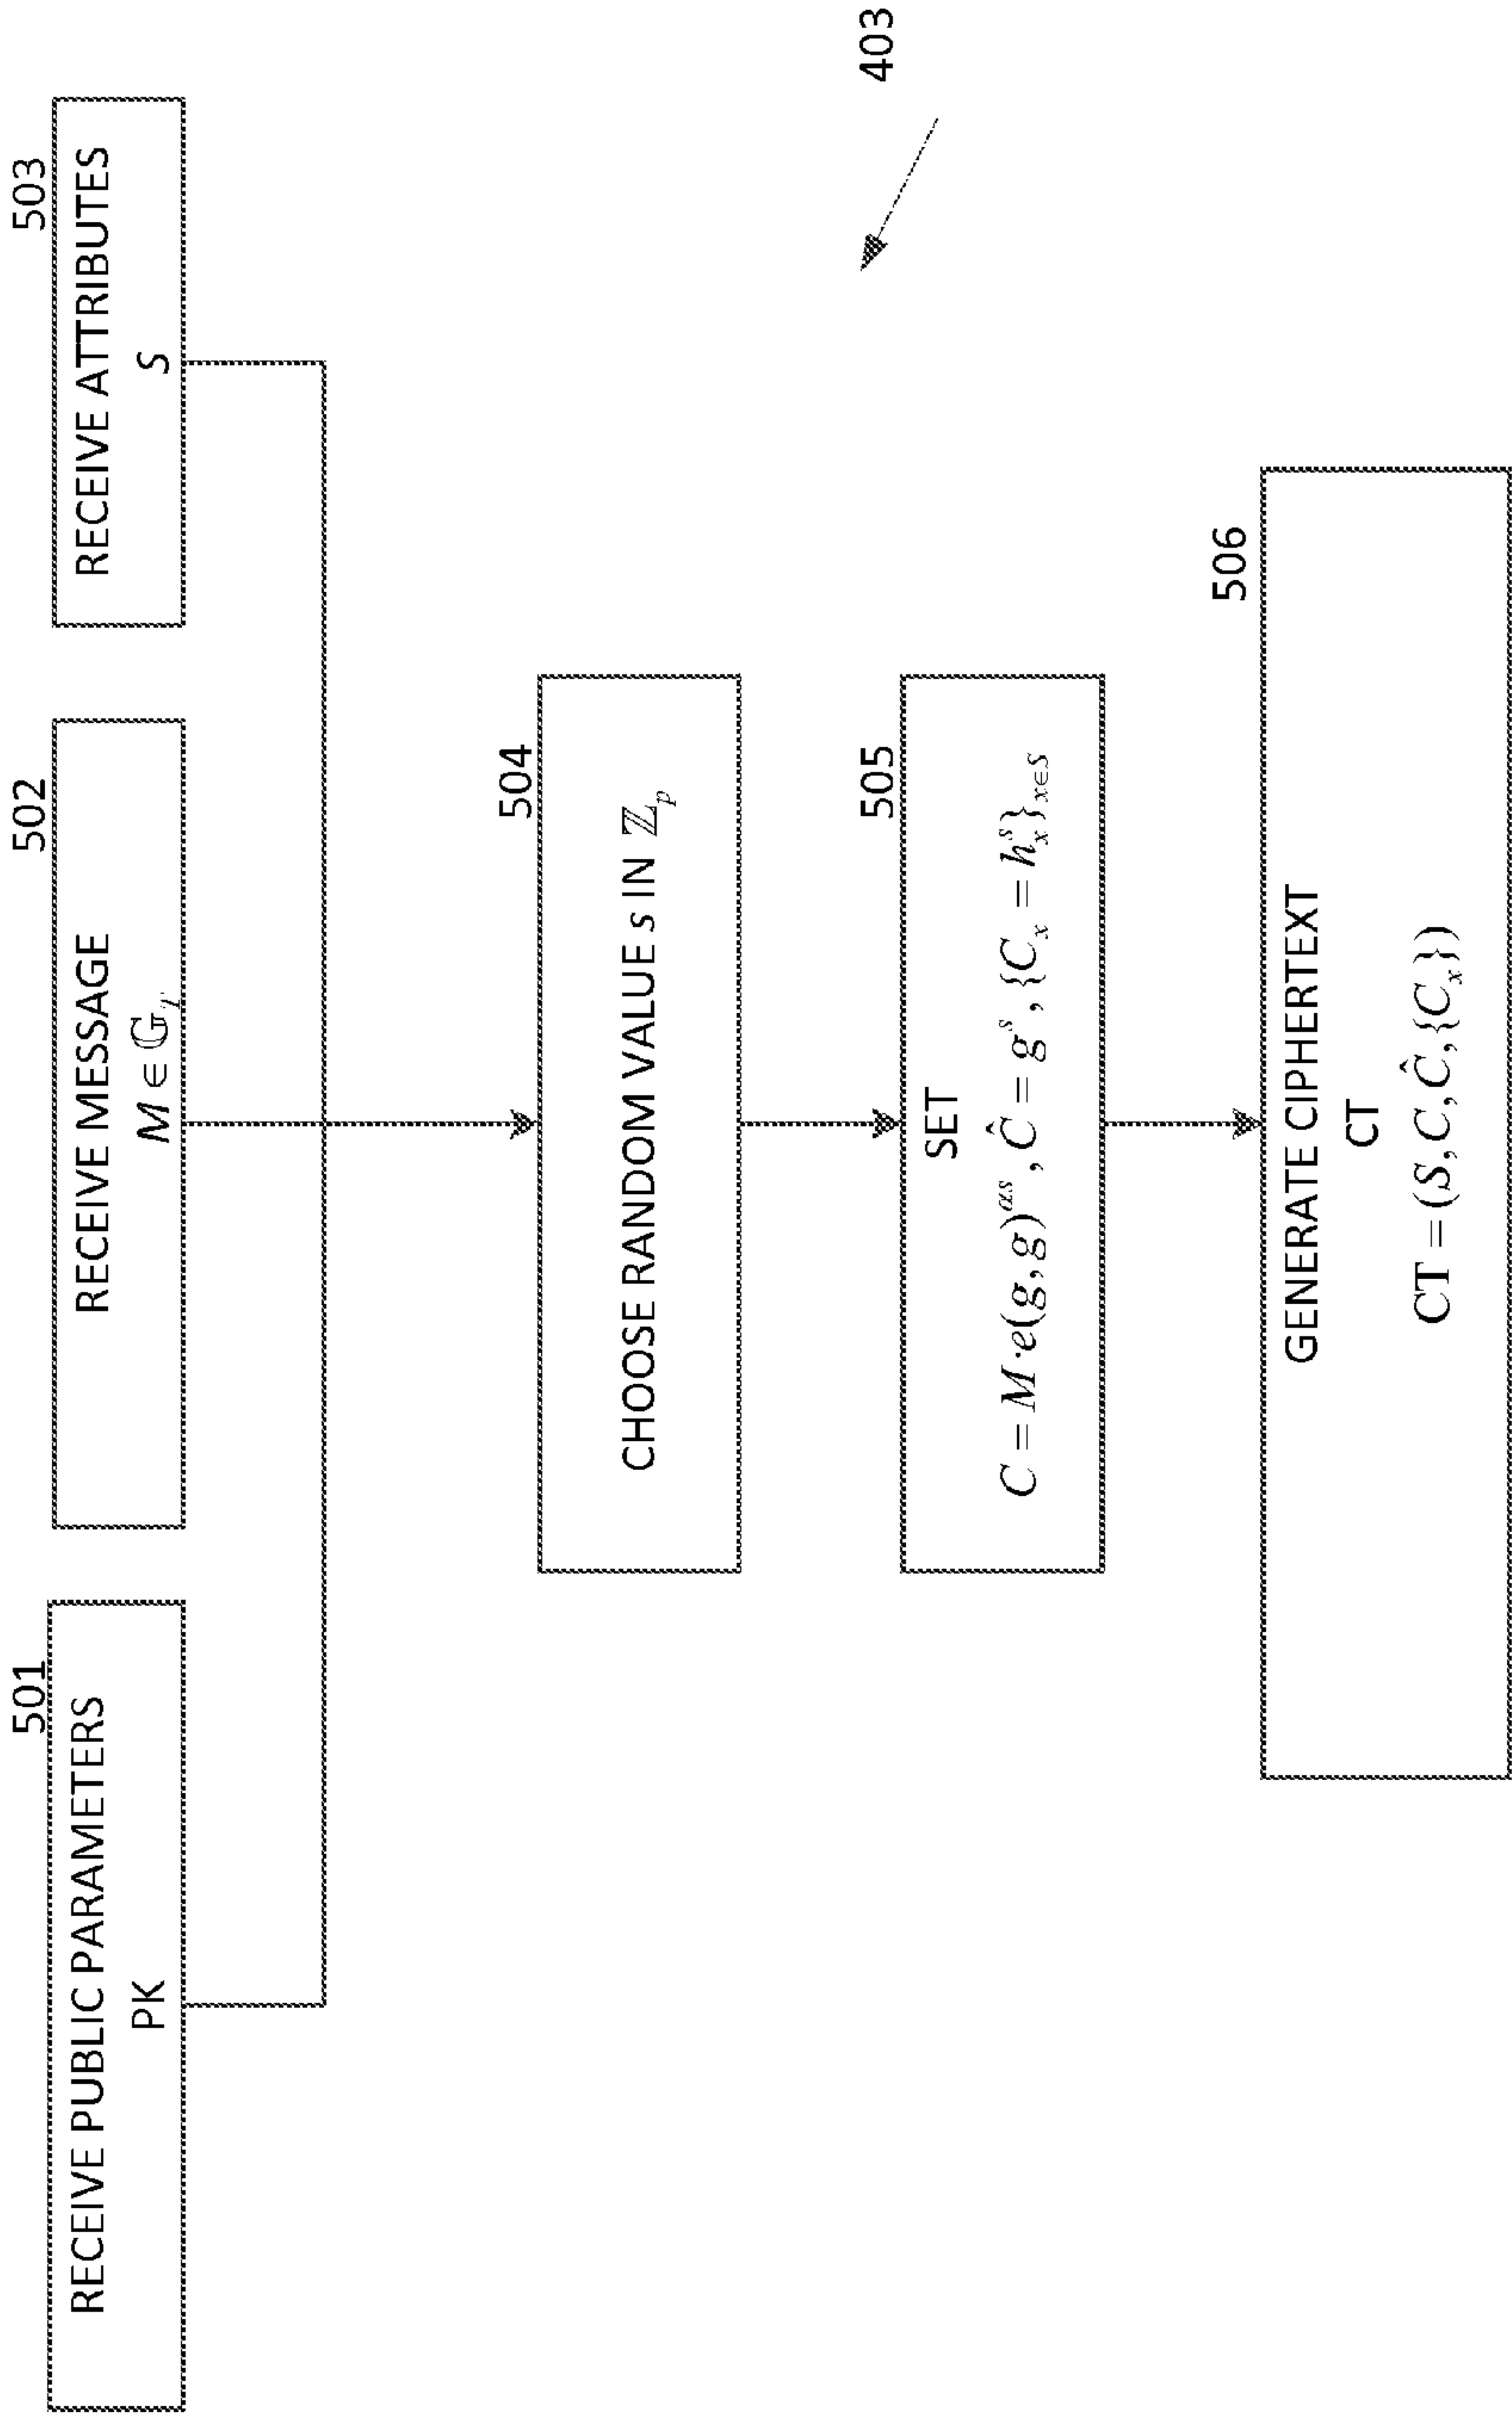 501
RECEIVE PUBLIC PARAMETERS
PK
502
RECEIVE MESSAGE
M ∈ 𝔾_T
503
RECEIVE ATTRIBUTES
S
504
CHOOSE RANDOM VALUE s IN ℤ_p
505
SET
C = M·e(g,g)^{αs}, Ĉ = g^s, {C_x = h_x^s}_{x∈S}
506
GENERATE CIPHERTEXT
CT
CT = (S, C, Ĉ, {C_x})
403